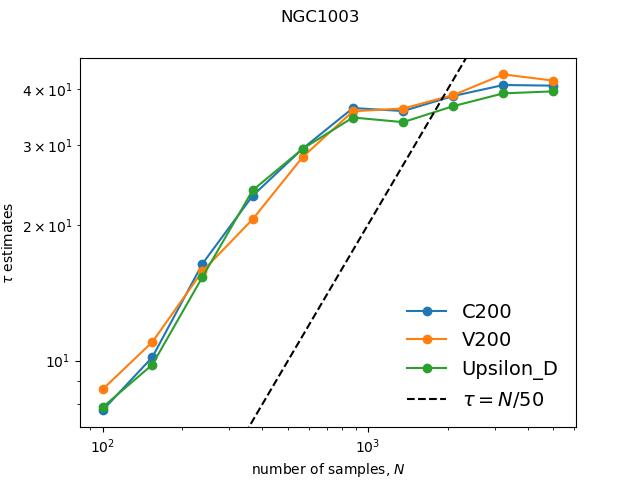 NGC1003
τ estimates
4 × 10¹
3 × 10¹
2 × 10¹
10¹
C200
V200
Upsilon_D
τ = N/50
10² 10³
number of samples, N